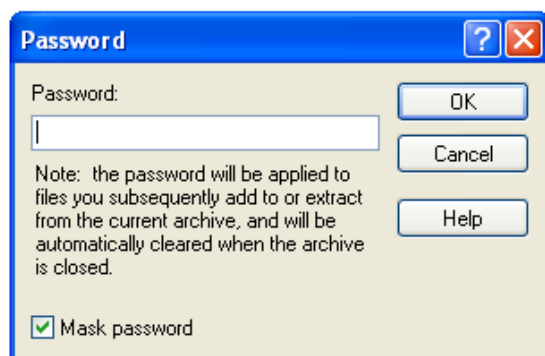 Password
Password:
OK
Cancel
Note:  the password will be applied to
files you subsequently add to or extract
from the current archive, and will be
automatically cleared when the archive
is closed.
Help
Mask password